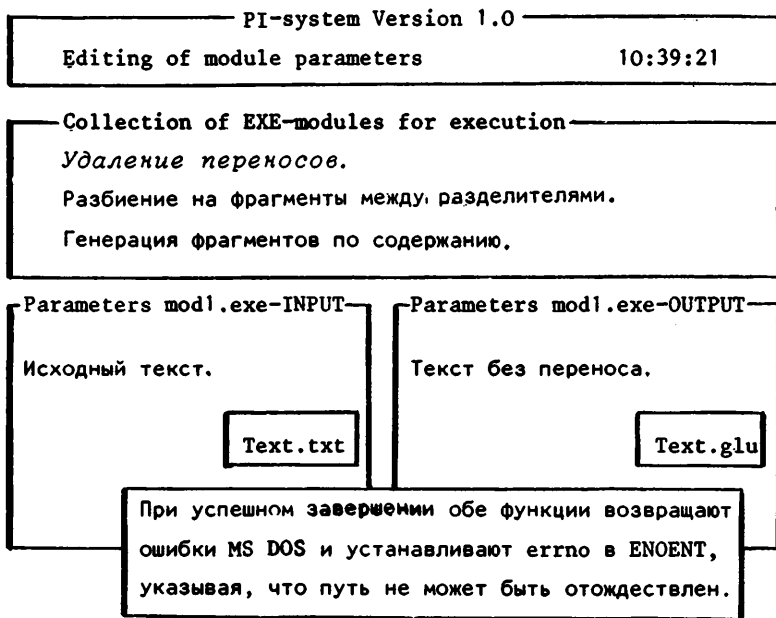 PI-system Version 1.0
Editing of module parameters 10:39:21
Collection of EXE-modules for execution
Удаление переносов.
Разбиение на фрагменты между разделителями.
Генерация фрагментов по содержанию.
Parameters mod1.exe-INPUT
Исходный текст.
Text.txt
Parameters mod1.exe-OUTPUT
Текст без переноса.
Text.glu
При успешном завершении обе функции возвращают
ошибки MS DOS и устанавливают errno в ENOENT,
указывая, что путь не может быть отождествлен.